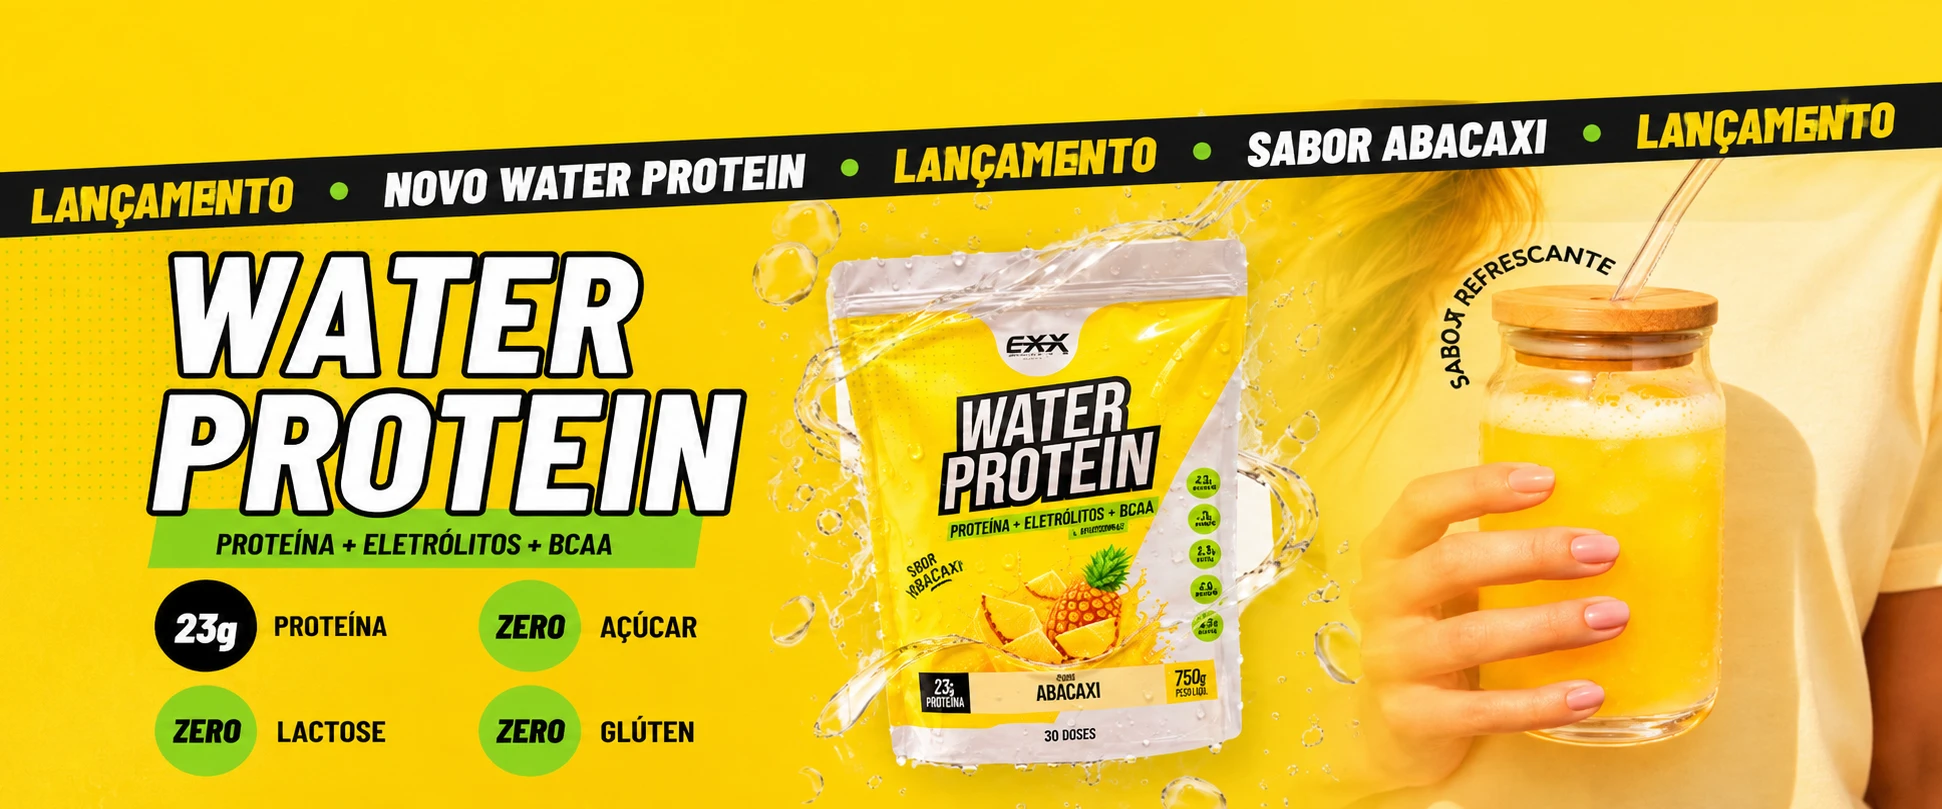 LANÇAMENTO • NOVO WATER PROTEIN • LANÇAMENTO • SABOR ABACAXI • LANÇAMENTO
WATER
PROTEIN
PROTEÍNA + ELETRÓLITOS + BCAA
23g PROTEÍNA
ZERO AÇÚCAR
ZERO LACTOSE
ZERO GLÚTEN
EXX
WATER
PROTEIN
PROTEÍNA + ELETRÓLITOS + BCAA
SBOR
ABACAXI
23g
PROTEÍNA
ABACAXI
750g
PESO LIQU.
30 DOSES
SABOR REFRESCANTE